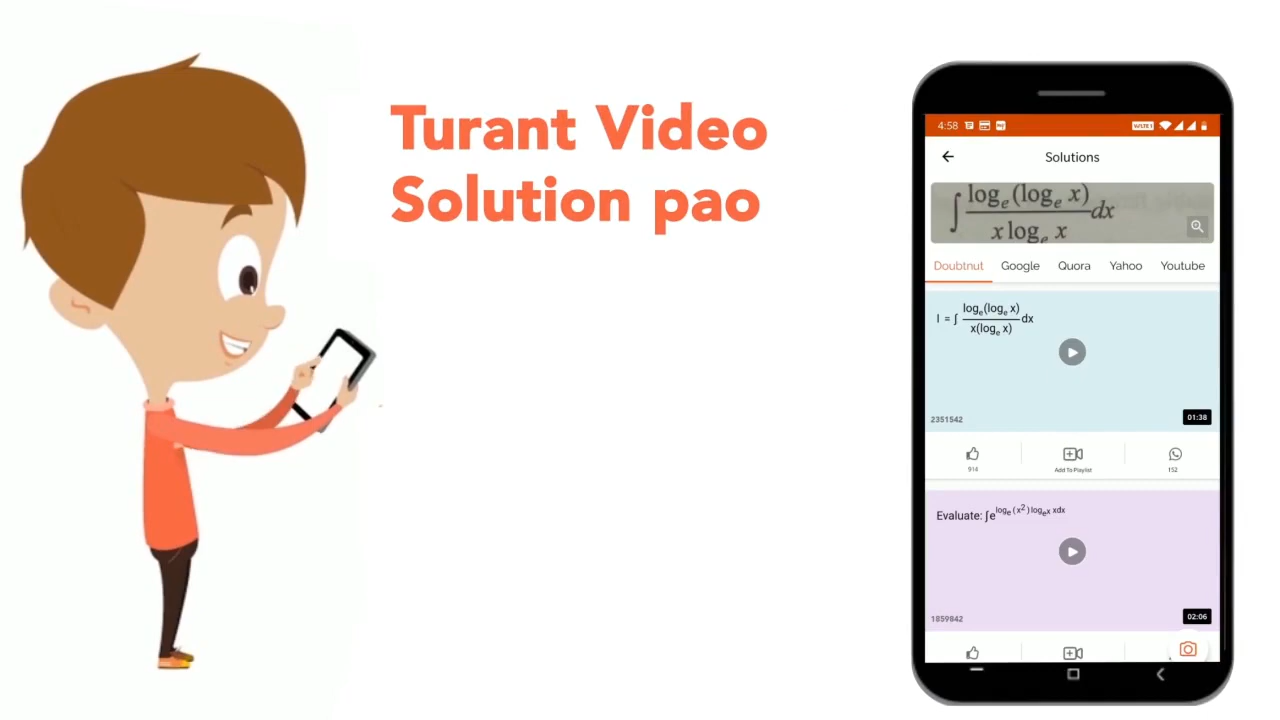 Turant Video
Solution pao
4:58
VoLTE1
Solutions
∫ logₑ(logₑ x) / x logₑ x dx
Doubtnut Google Quora Yahoo Youtube
I = ∫ logₑ(logₑ x) / x(logₑ x) dx
2351542 01:38
914 Add To Playlist 152
Evaluate: ∫e^logₑ(x²)logₑx xdx
1859842 02:06